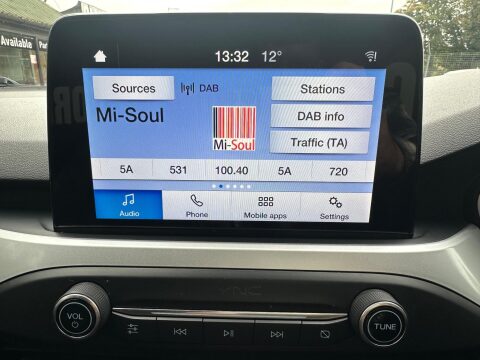 Available
13:32 12°
Sources DAB Stations
Mi-Soul
Mi-Soul
DAB info
Traffic (TA)
5A 531 100.40 5A 720
Audio Phone Mobile apps Settings
SYNC
VOL
TUNE